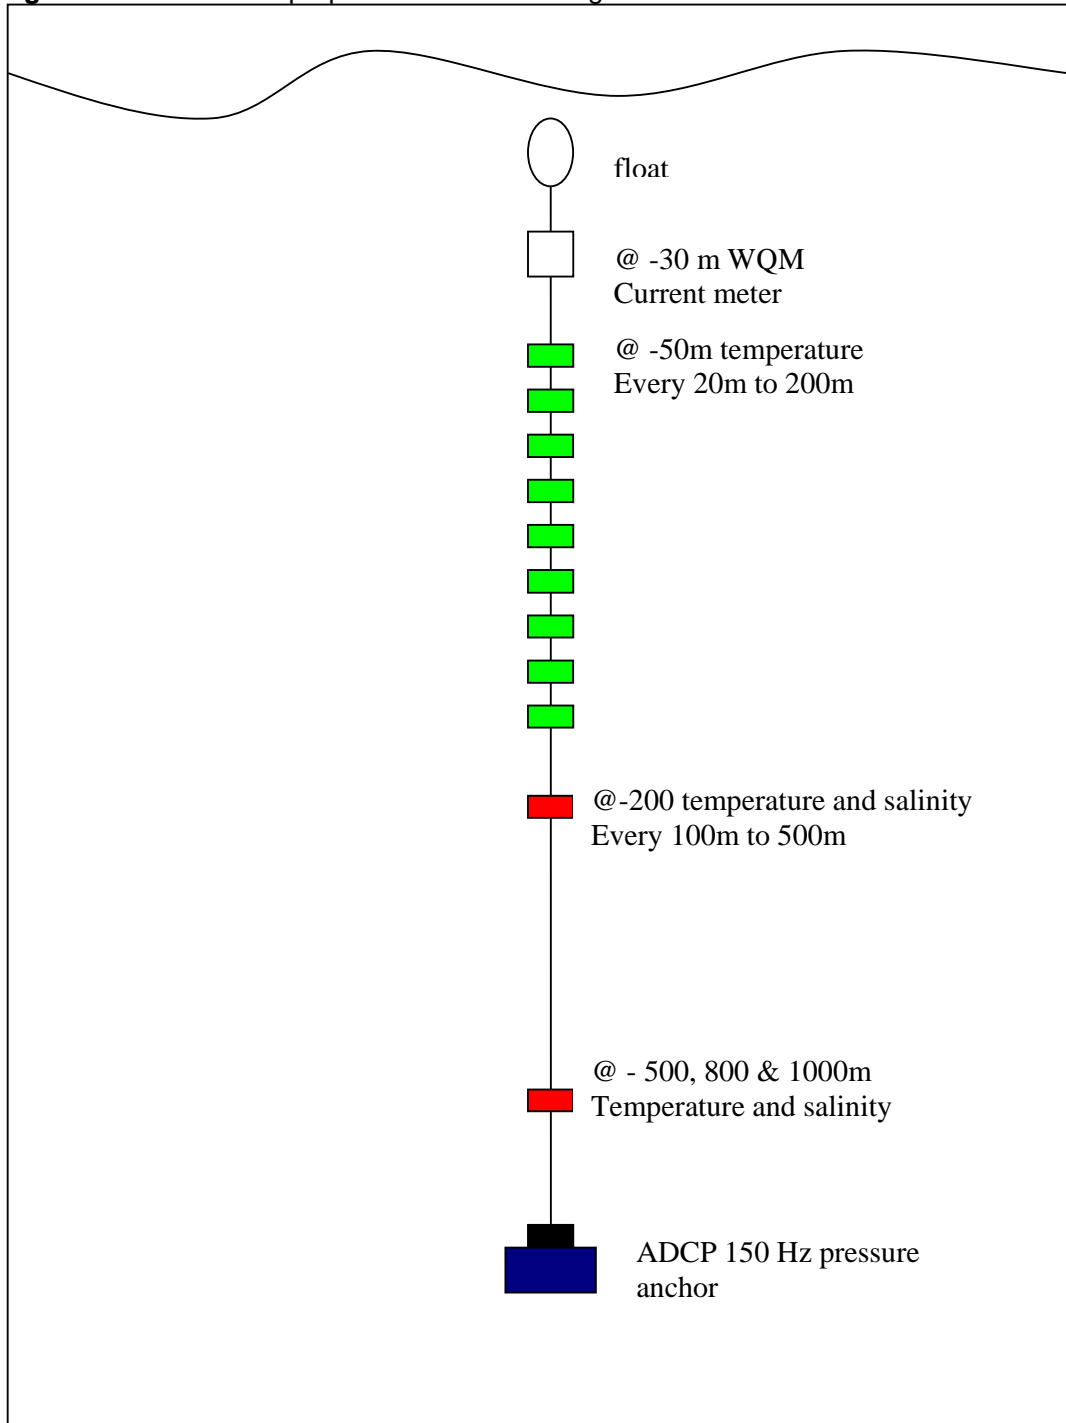 float
@ -30 m WQM
Current meter
@ -50m temperature
Every 20m to 200m
@-200 temperature and salinity
Every 100m to 500m
@ - 500, 800 & 1000m
Temperature and salinity
ADCP 150 Hz pressure
anchor